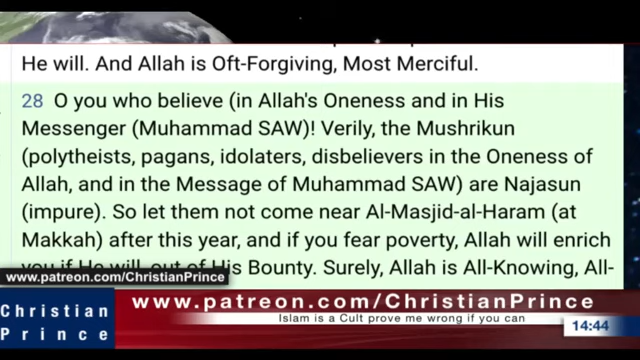 He will. And Allah is Oft-Forgiving, Most Merciful.
28 O you who believe (in Allah's Oneness and in His
Messenger (Muhammad SAW)! Verily, the Mushrikun
(polytheists, pagans, idolaters, disbelievers in the Oneness of
Allah, and in the Message of Muhammad SAW) are Najasun
(impure). So let them not come near Al-Masjid-al-Haram (at
Makkah) after this year, and if you fear poverty, Allah will enrich
you if He will, out of His Bounty. Surely, Allah is All-Knowing, All-
www.patreon.com/ChristianPrince
Christian
Prince
www.patreon.com/ChristianPrince
Islam is a Cult prove me wrong if you can
14:44